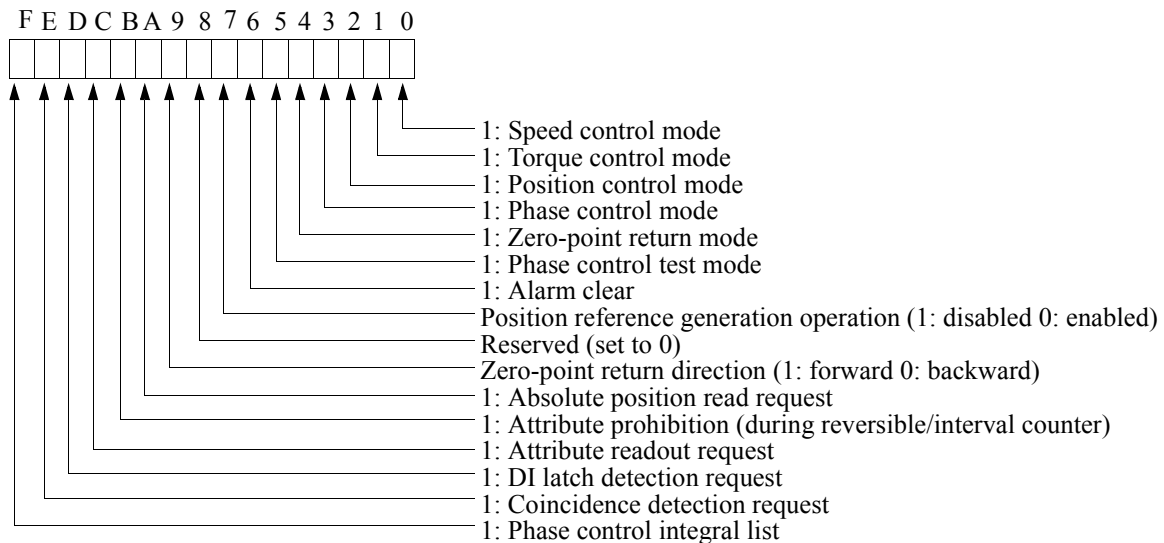 F E D C B A 9 8 7 6 5 4 3 2 1 0
1: Speed control mode
1: Torque control mode
1: Position control mode
1: Phase control mode
1: Zero-point return mode
1: Phase control test mode
1: Alarm clear
Position reference generation operation (1: disabled 0: enabled)
Reserved (set to 0)
Zero-point return direction (1: forward 0: backward)
1: Absolute position read request
1: Attribute prohibition (during reversible/interval counter)
1: Attribute readout request
1: DI latch detection request
1: Coincidence detection request
1: Phase control integral list